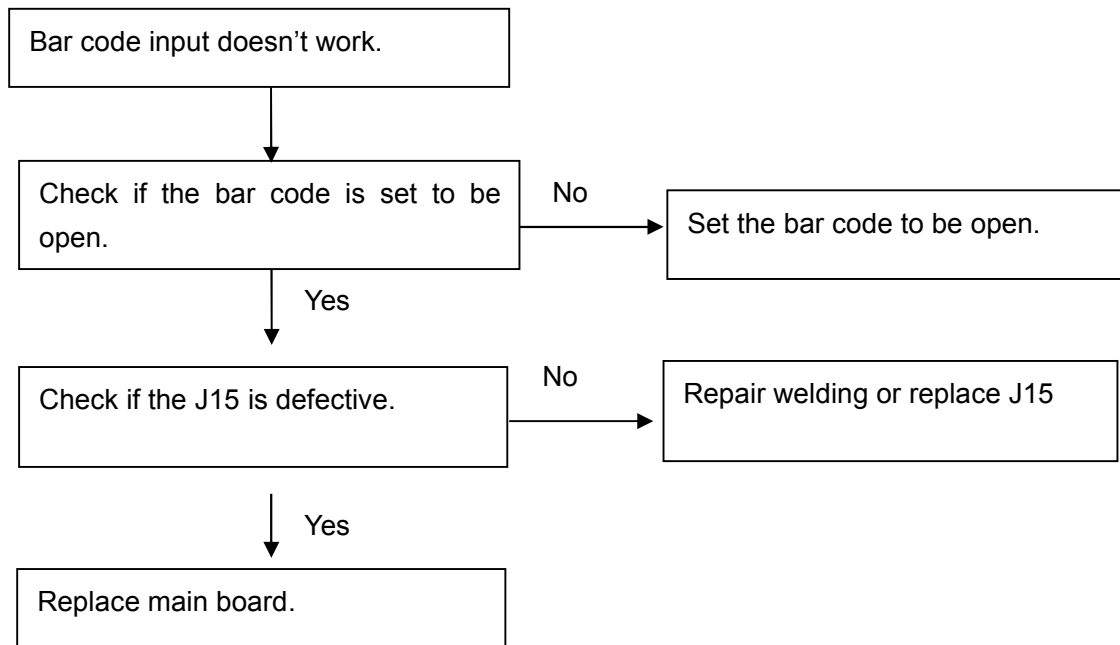 Bar code input doesn’t work.
Check if the bar code is set to be
open.
No
Set the bar code to be open.
Yes
Check if the J15 is defective.
No
Repair welding or replace J15
Yes
Replace main board.